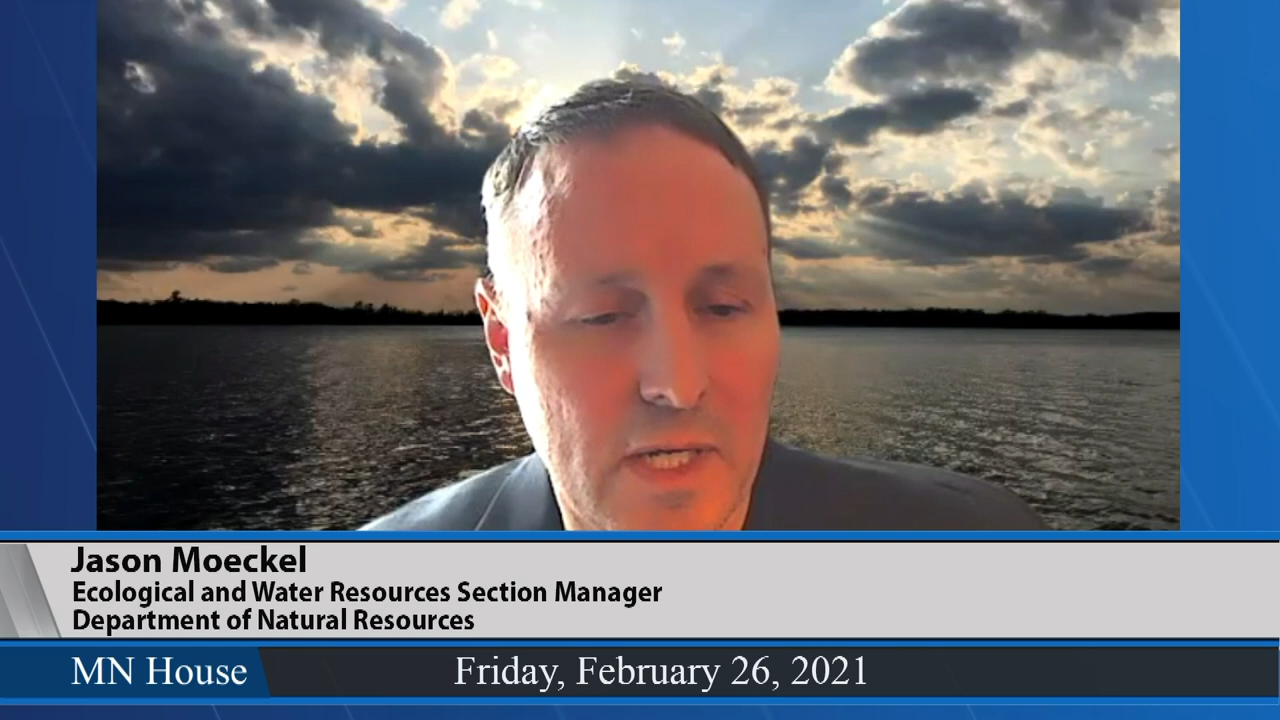 Jason Moeckel
Ecological and Water Resources Section Manager
Department of Natural Resources
MN House
Friday, February 26, 2021